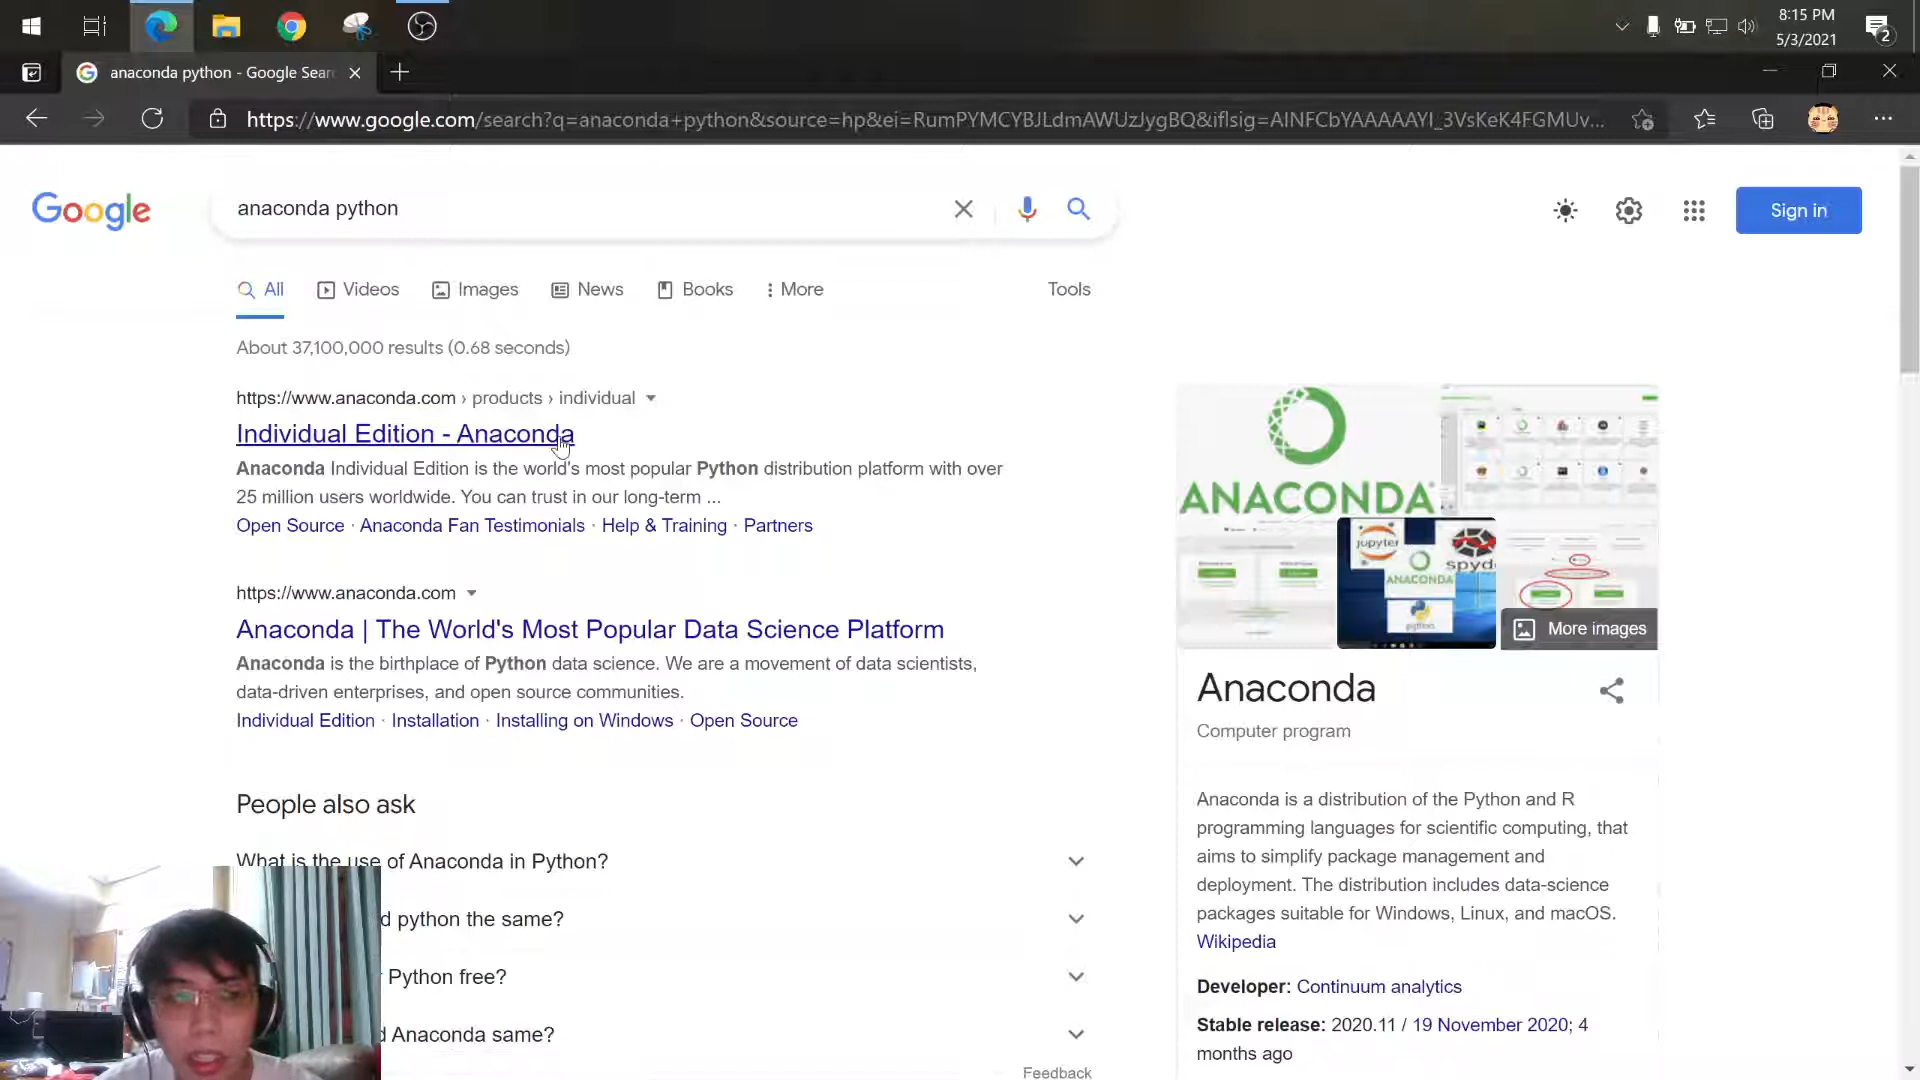 8:15 PM
5/3/2021
2
anaconda python - Google Sear
https://www.google.com/search?q=anaconda+python&source=hp&ei=RumPYMCYBJLdmAWUzJygBQ&iflsig=AINFCbYAAAAAYI_3VsKeK4FGMUv...
Google
anaconda python
Sign in
All
Videos
Images
News
Books
More
Tools
About 37,100,000 results (0.68 seconds)
https://www.anaconda.com › products › individual
Individual Edition - Anaconda
Anaconda Individual Edition is the world's most popular Python distribution platform with over
25 million users worldwide. You can trust in our long-term ...
Open Source · Anaconda Fan Testimonials · Help & Training · Partners
https://www.anaconda.com
Anaconda | The World's Most Popular Data Science Platform
Anaconda is the birthplace of Python data science. We are a movement of data scientists,
data-driven enterprises, and open source communities.
Individual Edition · Installation · Installing on Windows · Open Source
People also ask
What is the use of Anaconda in Python?
d python the same?
Python free?
d Anaconda same?
Feedback
ANACONDA
jupyter
spyd
ANACONDA
python
More images
Anaconda
Computer program
Anaconda is a distribution of the Python and R
programming languages for scientific computing, that
aims to simplify package management and
deployment. The distribution includes data-science
packages suitable for Windows, Linux, and macOS.
Wikipedia
Developer: Continuum analytics
Stable release: 2020.11 / 19 November 2020; 4
months ago